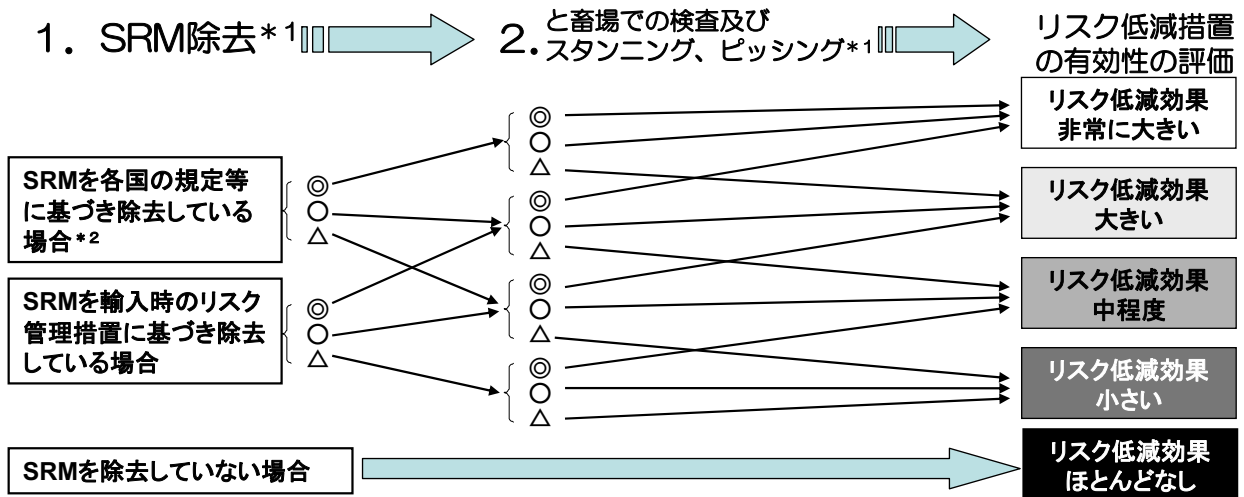 1. SRM除去*1
2. と畜場での検査及び
スタンニング、ピッシング*1
リスク低減措置
の有効性の評価
SRMを各国の規定等
に基づき除去している
場合*2
◎
○
△
SRMを輸入時のリスク
管理措置に基づき除去
している場合
◎
○
△
◎
○
△
◎
○
△
◎
○
△
◎
○
△
リスク低減効果
非常に大きい
リスク低減効果
大きい
リスク低減効果
中程度
リスク低減効果
小さい
SRMを除去していない場合
リスク低減効果
ほとんどなし